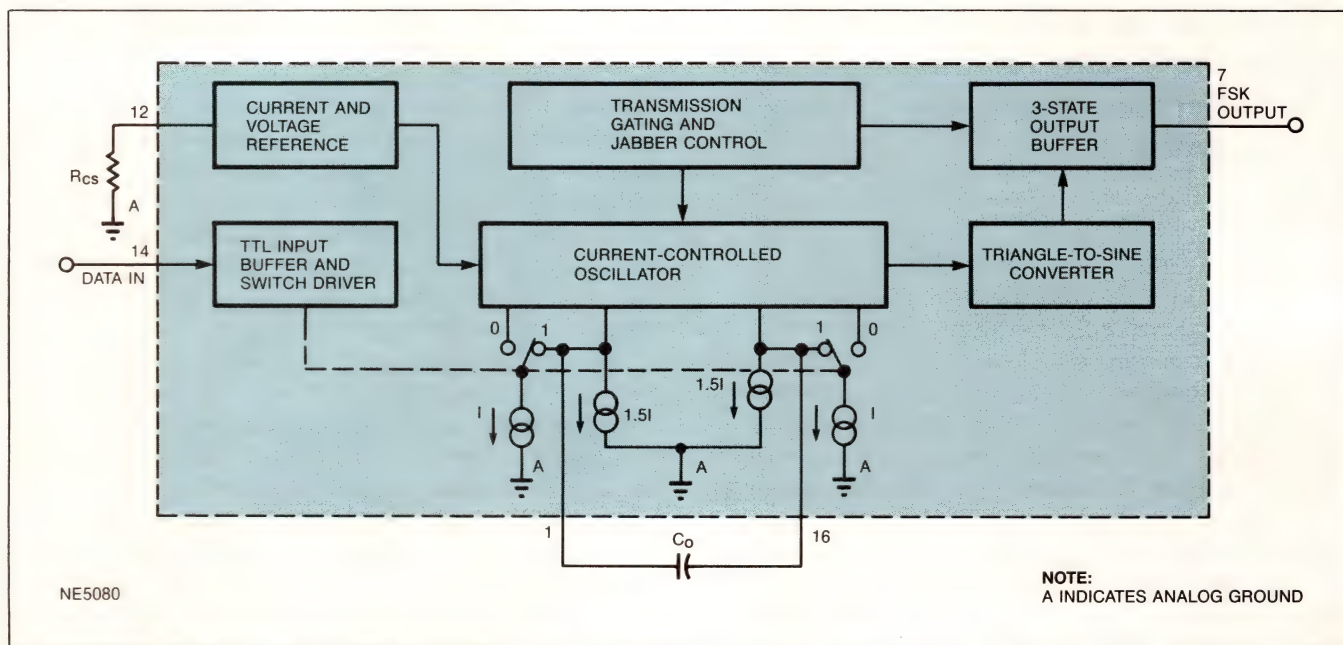 CURRENT AND
VOLTAGE
REFERENCE
TRANSMISSION
GATING AND
JABBER CONTROL
3-STATE
OUTPUT
BUFFER
7
FSK
OUTPUT
12
RCS
A
TTL INPUT
BUFFER AND
SWITCH DRIVER
14
DATA IN
CURRENT-CONTROLLED
OSCILLATOR
TRIANGLE-TO-SINE
CONVERTER
0
1
1
0
I
1.5I
1.5I
I
A
A
A
1
CO
16
NE5080
NOTE:
A INDICATES ANALOG GROUND